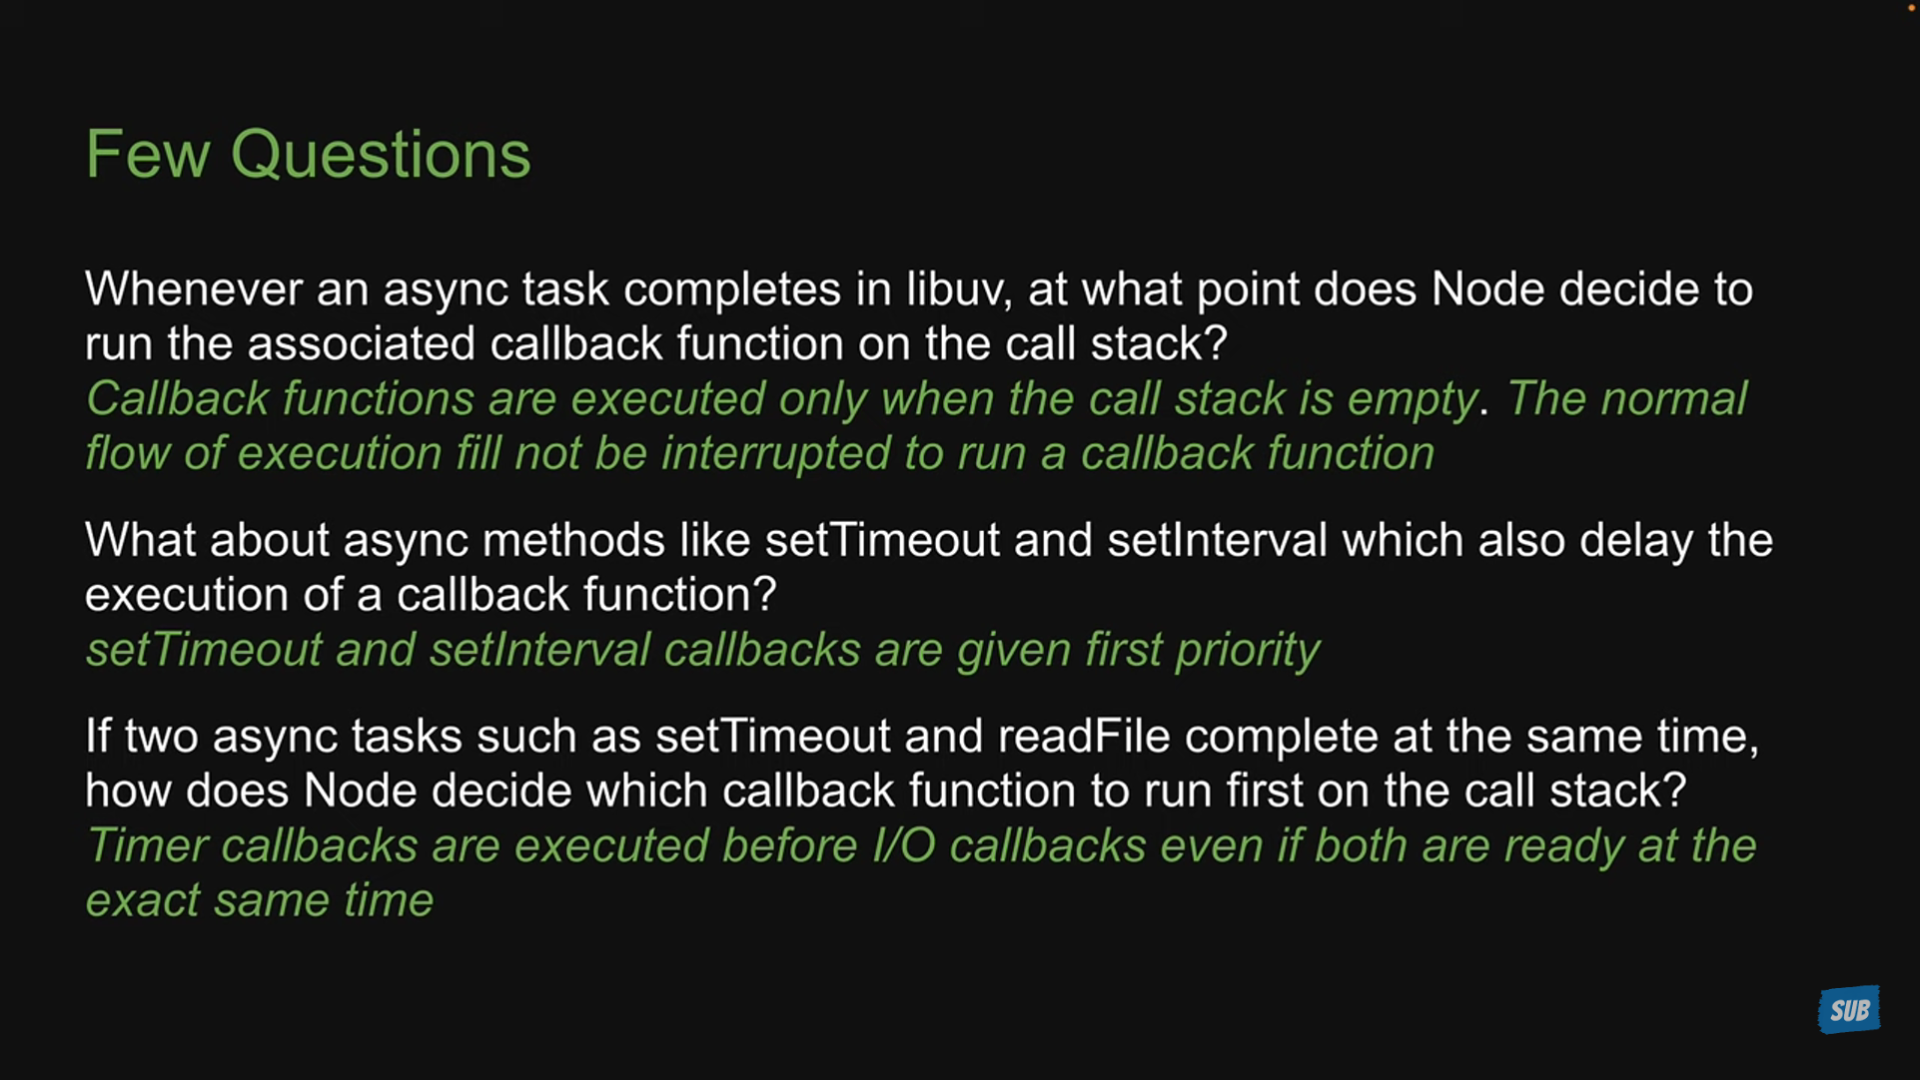 Few Questions
Whenever an async task completes in libuv, at what point does Node decide to
run the associated callback function on the call stack?
Callback functions are executed only when the call stack is empty. The normal
flow of execution fill not be interrupted to run a callback function
What about async methods like setTimeout and setInterval which also delay the
execution of a callback function?
setTimeout and setInterval callbacks are given first priority
If two async tasks such as setTimeout and readFile complete at the same time,
how does Node decide which callback function to run first on the call stack?
Timer callbacks are executed before I/O callbacks even if both are ready at the
exact same time
SUB